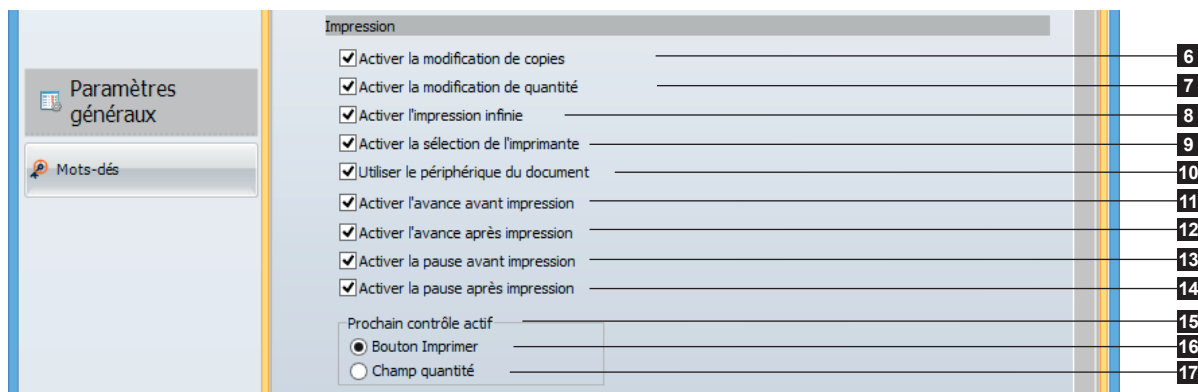 Impression
Activer la modification de copies 6
Activer la modification de quantité 7
Activer l'impression infinie 8
Activer la sélection de l'imprimante 9
Utiliser le périphérique du document 10
Activer l'avance avant impression 11
Activer l'avance après impression 12
Activer la pause avant impression 13
Activer la pause après impression 14
Prochain contrôle actif 15
Bouton Imprimer 16
Champ quantité 17
Paramètres
généraux
Mots-dés